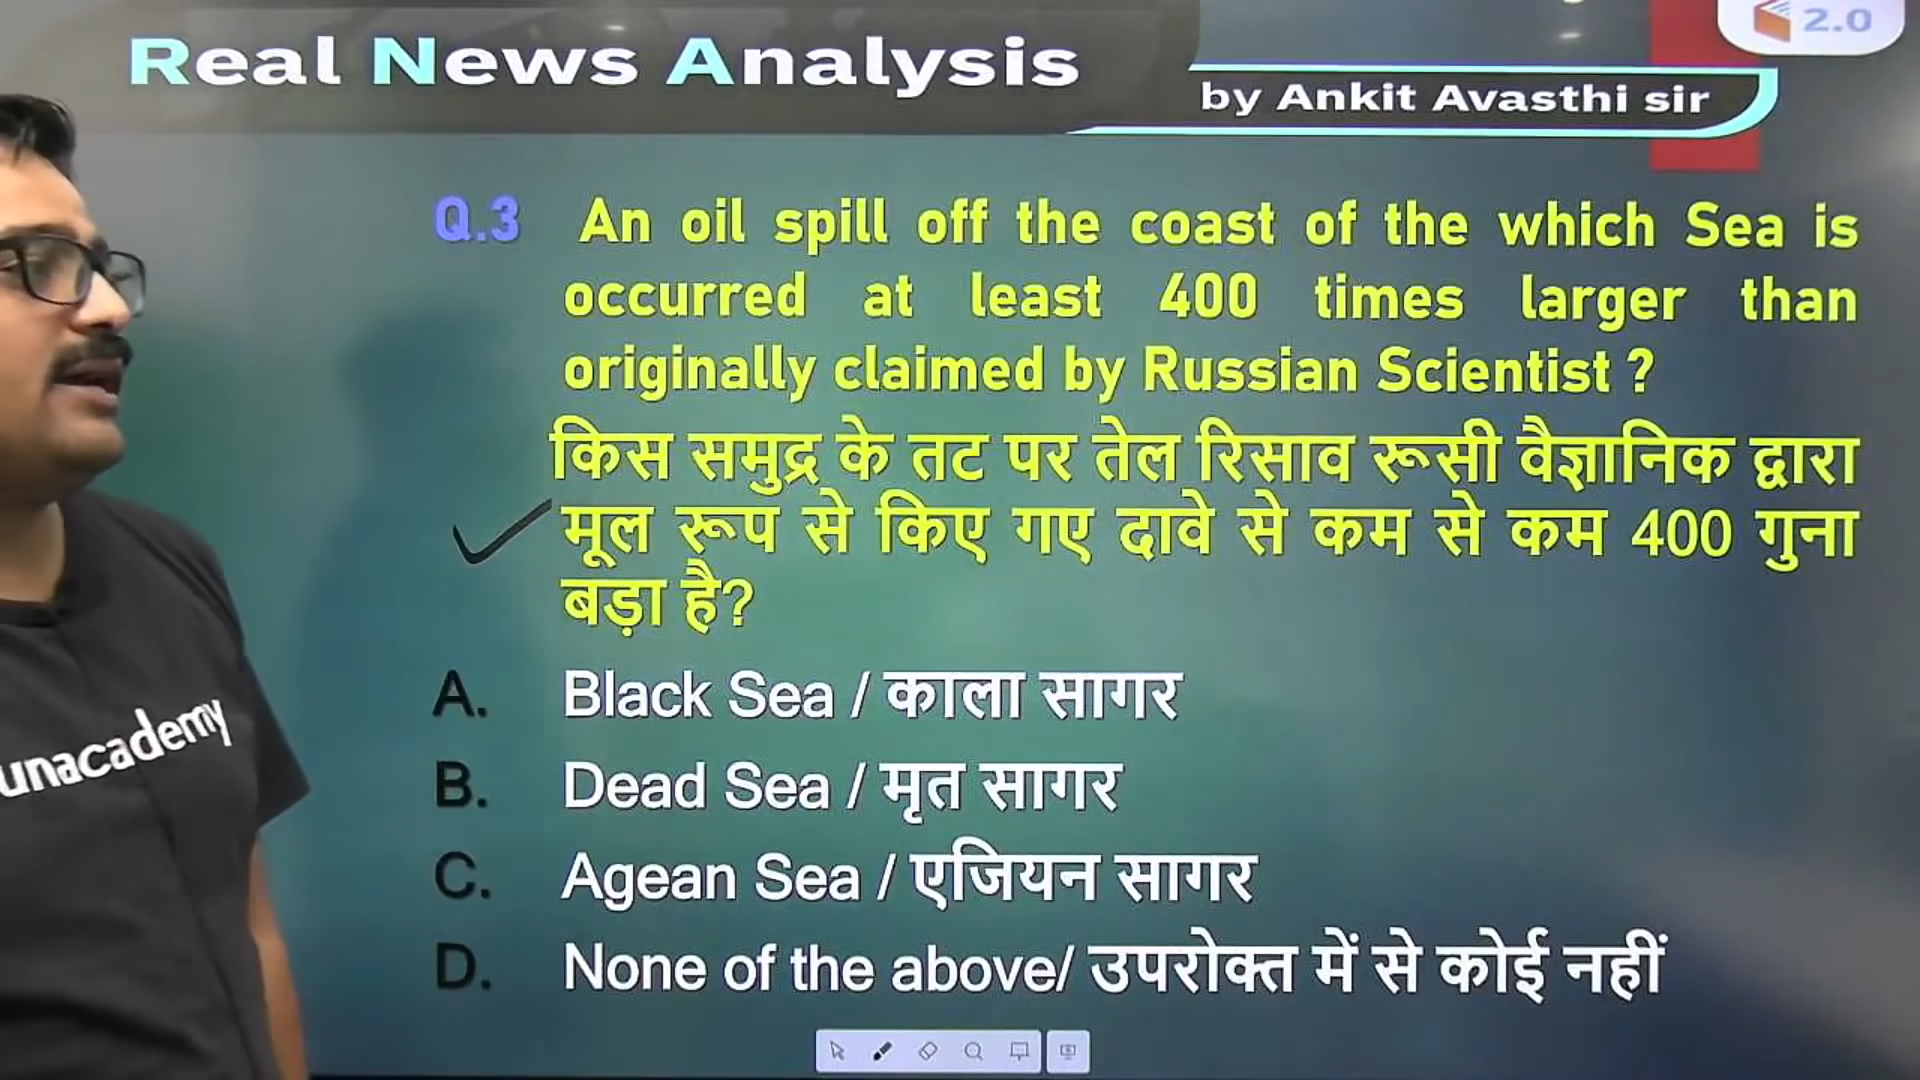 2.0
Real News Analysis
by Ankit Avasthi sir
Q.3 An oil spill off the coast of the which Sea is
occurred at least 400 times larger than
originally claimed by Russian Scientist ?
किस समुद्र के तट पर तेल रिसाव रूसी वैज्ञानिक द्वारा
मूल रूप से किए गए दावे से कम से कम 400 गुना
बड़ा है?
A. Black Sea / काला सागर
B. Dead Sea / मृत सागर
C. Agean Sea / एजियन सागर
D. None of the above/ उपरोक्त में से कोई नहीं
unacademy